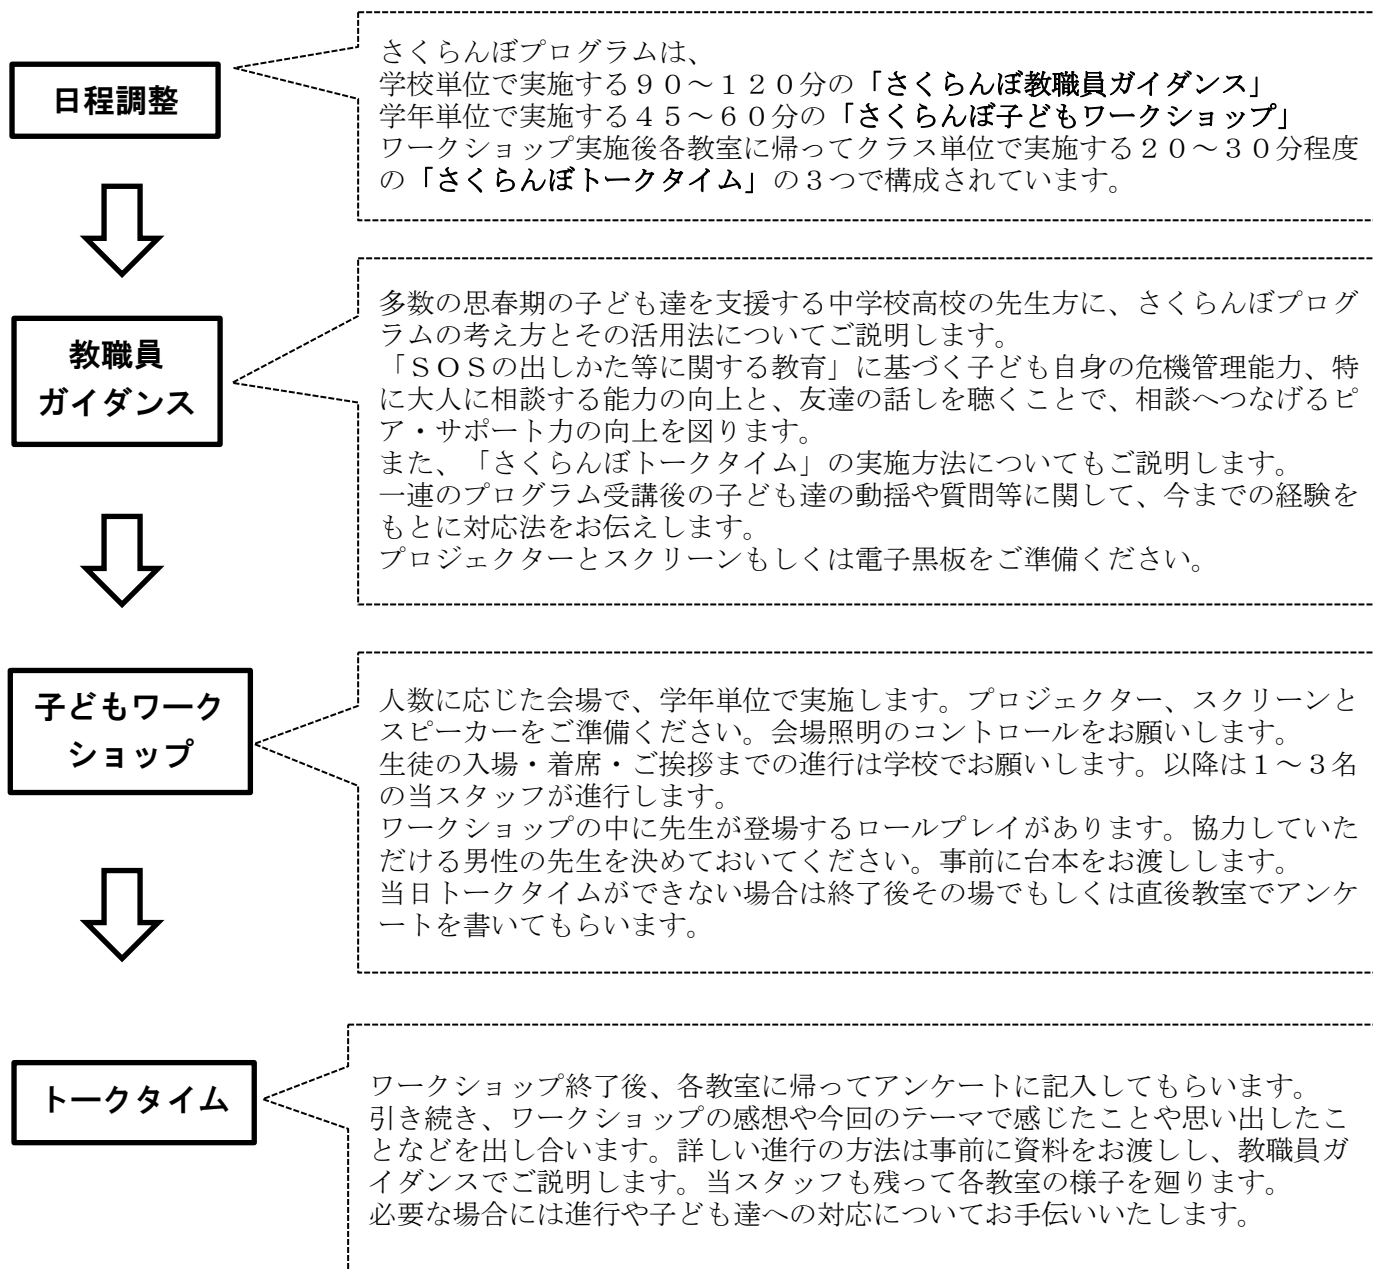 日程調整
さくらんぼプログラムは、
学校単位で実施する９０～１２０分の「さくらんぼ教職員ガイダンス」
学年単位で実施する４５～６０分の「さくらんぼ子どもワークショップ」
ワークショップ実施後各教室に帰ってクラス単位で実施する２０～３０分程度
の「さくらんぼトークタイム」の３つで構成されています。
教職員
ガイダンス
多数の思春期の子ども達を支援する中学校高校の先生方に、さくらんぼプログ
ラムの考え方とその活用法についてご説明します。
「ＳＯＳの出しかた等に関する教育」に基づく子ども自身の危機管理能力、特
に大人に相談する能力の向上と、友達の話しを聴くことで、相談へつなげるピ
ア・サポート力の向上を図ります。
また、「さくらんぼトークタイム」の実施方法についてもご説明します。
一連のプログラム受講後の子ども達の動揺や質問等に関して、今までの経験を
もとに対応法をお伝えします。
プロジェクターとスクリーンもしくは電子黒板をご準備ください。
子どもワーク
ショップ
人数に応じた会場で、学年単位で実施します。プロジェクター、スクリーンと
スピーカーをご準備ください。会場照明のコントロールをお願いします。
生徒の入場・着席・ご挨拶までの進行は学校でお願いします。以降は１～３名
の当スタッフが進行します。
ワークショップの中に先生が登場するロールプレイがあります。協力していた
だける男性の先生を決めておいてください。事前に台本をお渡しします。
当日トークタイムができない場合は終了後その場でもしくは直後教室でアンケ
ートを書いてもらいます。
トークタイム
ワークショップ終了後、各教室に帰ってアンケートに記入してもらいます。
引き続き、ワークショップの感想や今回のテーマで感じたことや思い出したこ
となどを出し合います。詳しい進行の方法は事前に資料をお渡しし、教職員ガ
イダンスでご説明します。当スタッフも残って各教室の様子を廻ります。
必要な場合には進行や子ども達への対応についてお手伝いいたします。